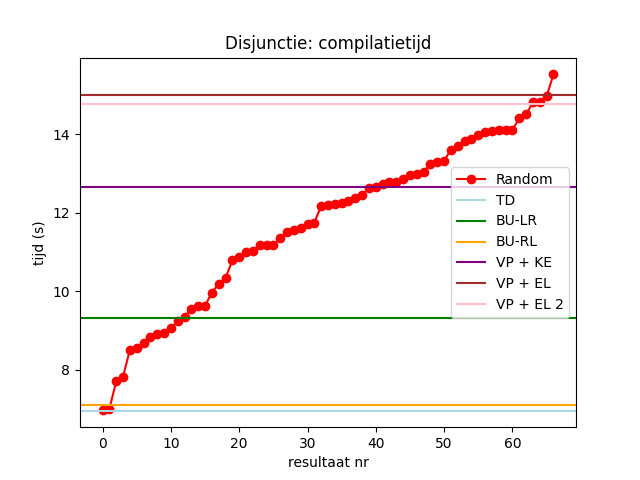 Disjunctie: compilatietijd
tijd (s)
14
12
10
8
0
10
20
30
40
50
60
resultaat nr
Random
TD
BU-LR
BU-RL
VP + KE
VP + EL
VP + EL 2